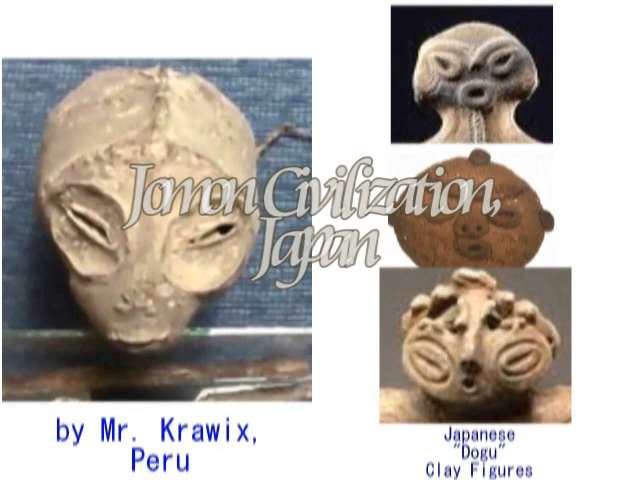 Jomon Civilization,
Japan
by Mr. Krawix,
Peru
Japanese
"Dogu"
Clay Figures